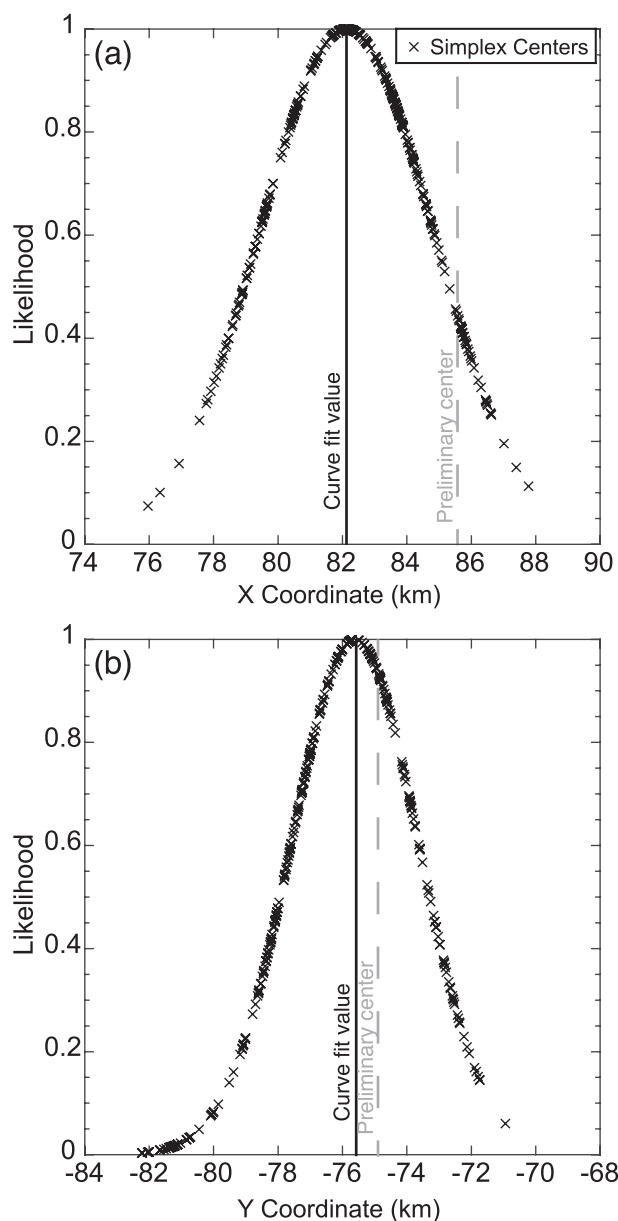 (a)
× Simplex Centers
1
0.8
0.6
0.4
0.2
0
Likelihood
Curve fit value
Preliminary center
74 76 78 80 82 84 86 88 90
X Coordinate (km)
(b)
1
0.8
0.6
0.4
0.2
0
Likelihood
Curve fit value
Preliminary center
-84 -82 -80 -78 -76 -74 -72 -70 -68
Y Coordinate (km)